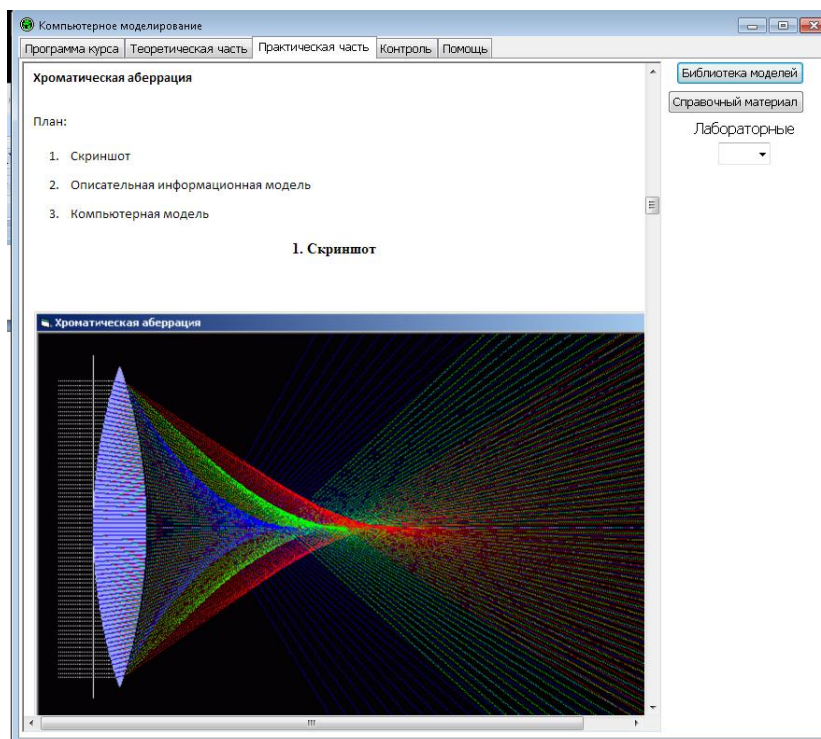 Компьютерное моделирование
Программа курса Теоретическая часть Практическая часть Контроль Помощь
Хроматическая аберрация
План:
1. Скриншот
2. Описательная информационная модель
3. Компьютерная модель
1. Скриншот
Хроматическая аберрация
Библиотека моделей
Справочный материал
Лабораторные